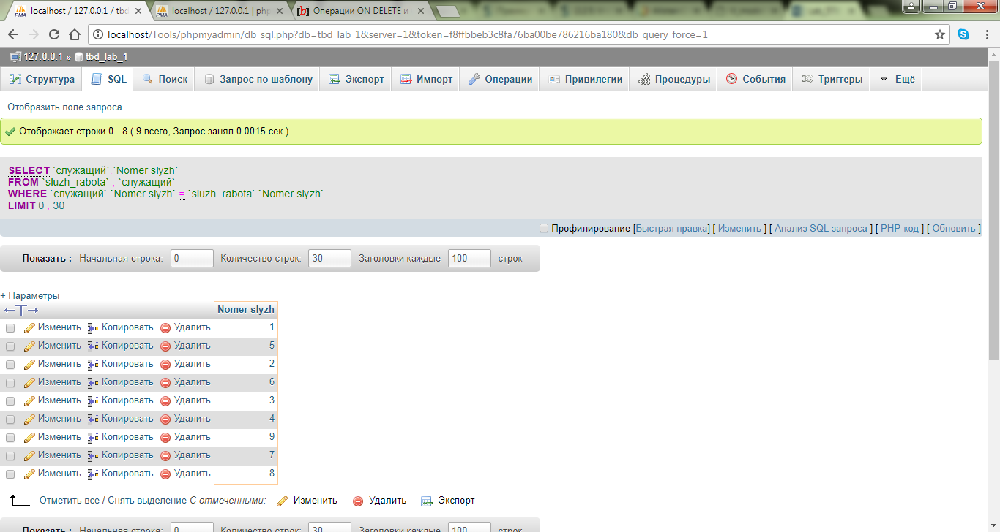 localhost / 127.0.0.1 / tbd
localhost / 127.0.0.1 | php
[b] Операции ON DELETE и
localhost/Tools/phpmyadmin/db_sql.php?db=tbd_lab_1&server=1&token=f8ffbbeb3c8fa76ba00be786216ba180&db_query_force=1
127.0.0.1 » tbd_lab_1
Структура SQL Поиск Запрос по шаблону Экспорт Импорт Операции Привилегии Процедуры События Триггеры Ещё
Отобразить поле запроса
Отображает строки 0 - 8 ( 9 всего, Запрос занял 0.0015 сек.)
SELECT `служащий`.`Nomer slyzh`
FROM `sluzh_rabota` , `служащий`
WHERE `служащий`.`Nomer slyzh` = `sluzh_rabota`.`Nomer slyzh`
LIMIT 0 , 30
Профилирование [Быстрая правка] [ Изменить ] [ Анализ SQL запроса ] [ PHP-код ] [ Обновить ]
Показать : Начальная строка: 0 Количество строк: 30 Заголовки каждые 100 строк
+ Параметры
←T→ Nomer slyzh
Изменить Копировать Удалить 1
Изменить Копировать Удалить 5
Изменить Копировать Удалить 2
Изменить Копировать Удалить 6
Изменить Копировать Удалить 3
Изменить Копировать Удалить 4
Изменить Копировать Удалить 9
Изменить Копировать Удалить 7
Изменить Копировать Удалить 8
Отметить все / Снять выделение С отмеченными: Изменить Удалить Экспорт
Показать : Начальная строка: 0 Количество строк: 30 Заголовки каждые 100 строк